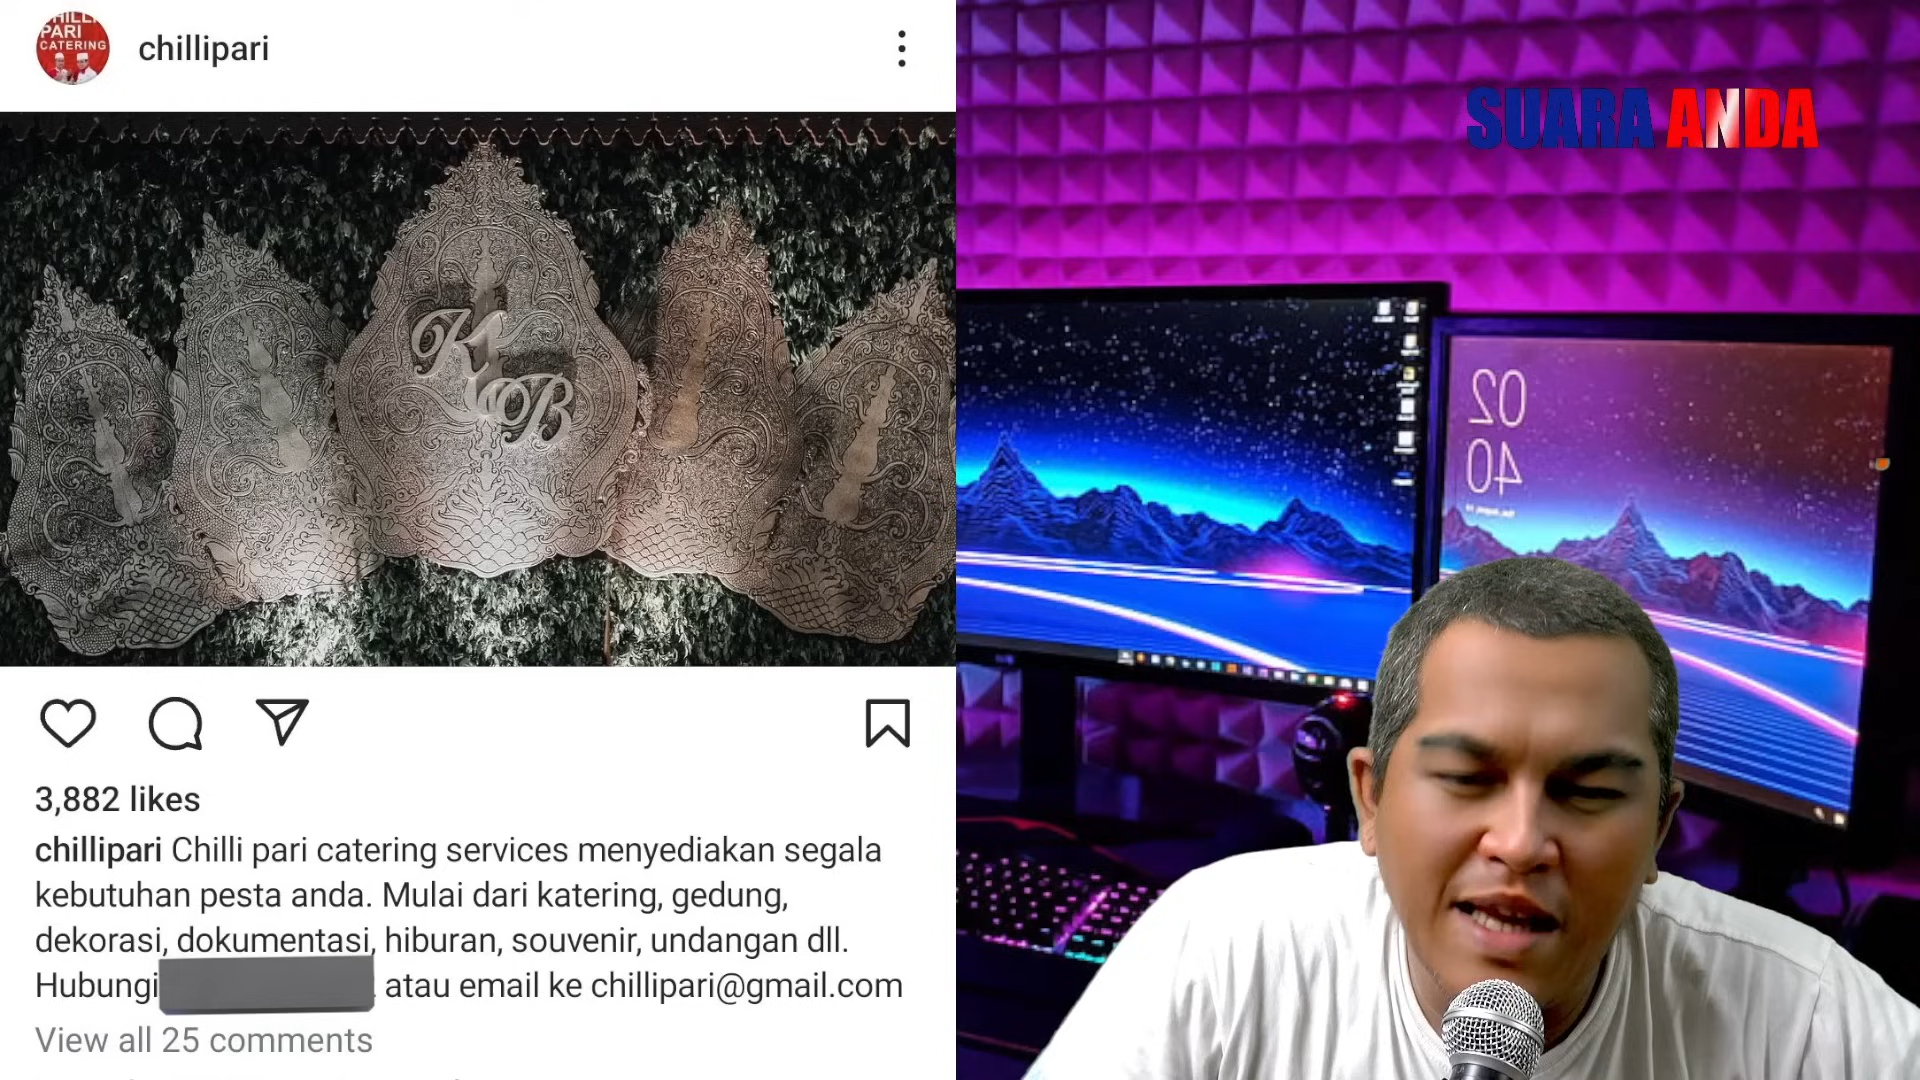 CHILLI
PARI
CATERING
chillipari
K
B
3,882 likes
chillipari Chilli pari catering services menyediakan segala
kebutuhan pesta anda. Mulai dari katering, gedung,
dekorasi, dokumentasi, hiburan, souvenir, undangan dll.
Hubungi atau email ke chillipari@gmail.com
View all 25 comments
SUARA ANDA
02
40